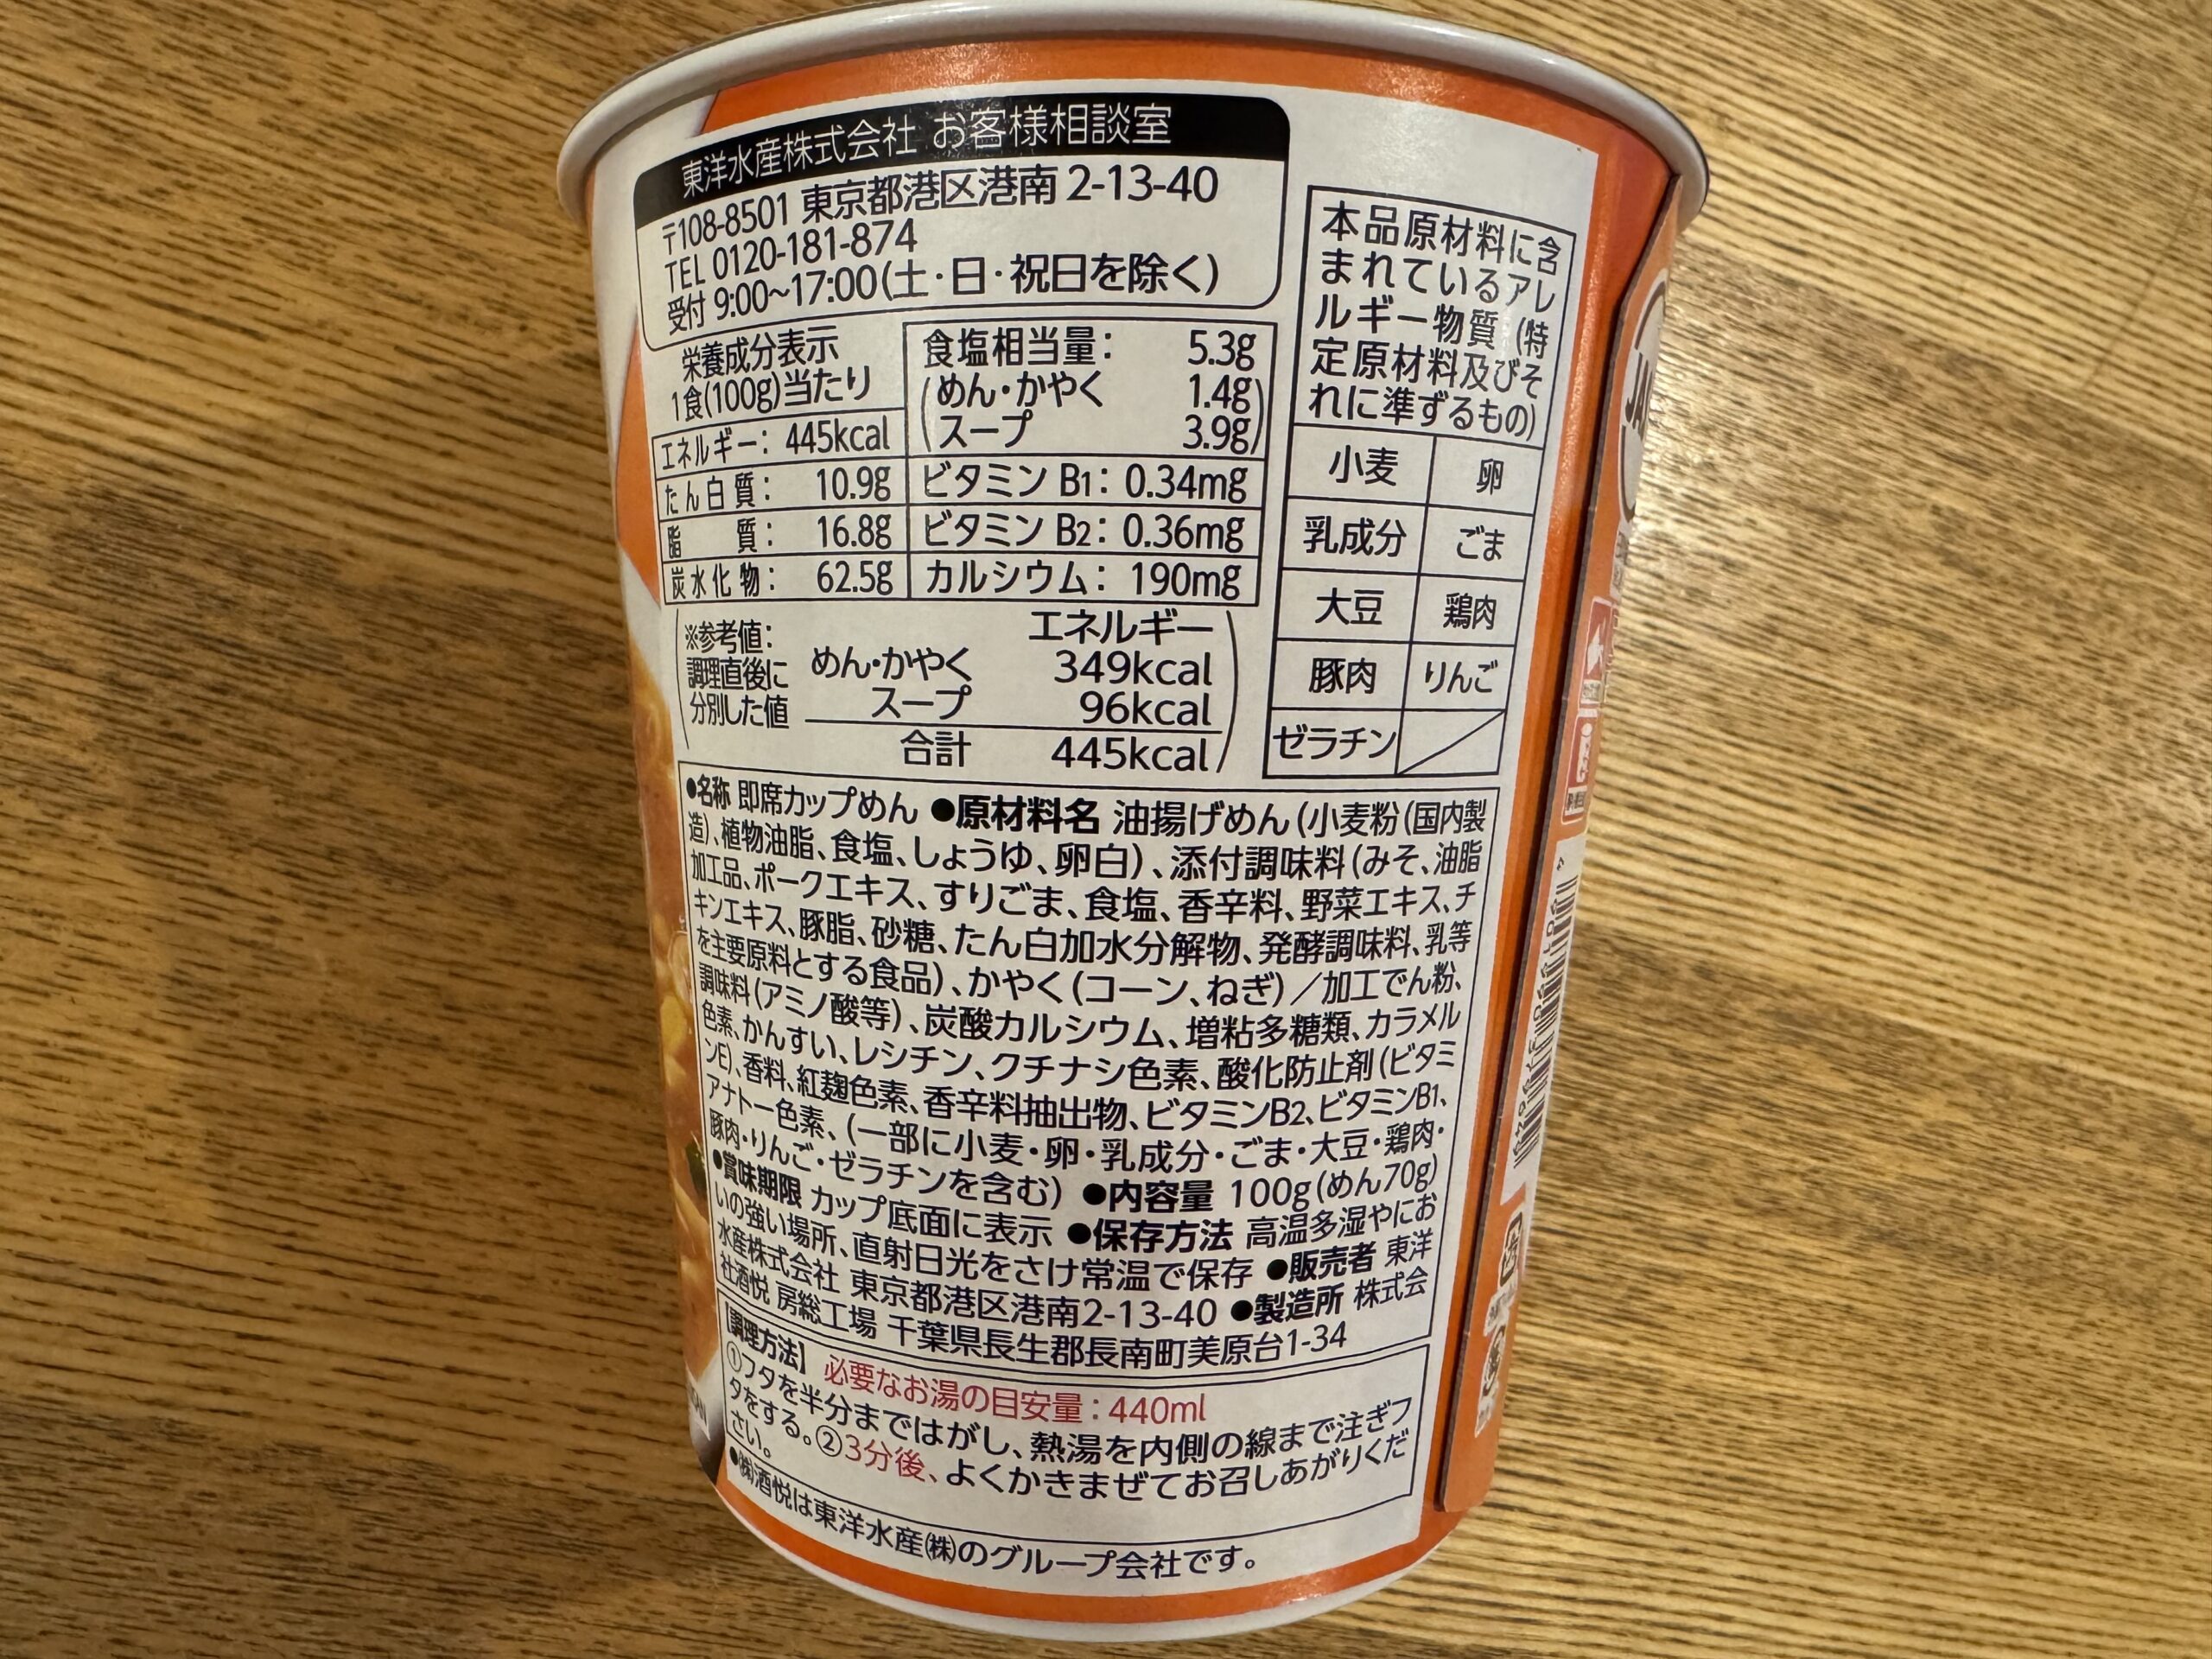 東洋水産株式会社 お客様相談室
〒108-8501 東京都港区港南2-13-40
TEL 0120-181-874
受付 9:00~17:00(土・日・祝日を除く)
栄養成分表示
1食(100g)当たり
エネルギー: 445kcal
たん白質: 10.9g
脂 質: 16.8g
炭水化物: 62.5g
食塩相当量: 5.3g
(めん・かやく 1.4g)
(スープ 3.9g)
ビタミン B1: 0.34mg
ビタミン B2: 0.36mg
カルシウム: 190mg
※参考値:
調理直後に
分別した値
エネルギー
めん・かやく 349kcal
スープ 96kcal
合計 445kcal
本品原材料に含
まれているアレ
ルギー物質(特
定原材料及びそ
れに準ずるもの)
小麦 卵
乳成分 ごま
大豆 鶏肉
豚肉 りんご
ゼラチン
●名称 即席カップめん ●原材料名 油揚げめん(小麦粉(国内製
造)、植物油脂、食塩、しょうゆ、卵白)、添付調味料(みそ、油脂
加工品、ポークエキス、すりごま、食塩、香辛料、野菜エキス、チ
キンエキス、豚脂、砂糖、たん白加水分解物、発酵調味料、乳等
を主要原料とする食品)、かやく(コーン、ねぎ)/加工でん粉、
調味料(アミノ酸等)、炭酸カルシウム、増粘多糖類、カラメル
色素、かんすい、レシチン、クチナシ色素、酸化防止剤(ビタミ
ンE)、香料、紅麹色素、香辛料抽出物、ビタミンB2、ビタミンB1、
アナトー色素、(一部に小麦・卵・乳成分・ごま・大豆・鶏肉・
豚肉・りんご・ゼラチンを含む) ●内容量 100g(めん70g)
●賞味期限 カップ底面に表示 ●保存方法 高温多湿やにお
いの強い場所、直射日光をさけ常温で保存 ●販売者 東洋
水産株式会社 東京都港区港南2-13-40 ●製造所 株式会
社酒悦 房総工場 千葉県長生郡長南町美原台1-34
【調理方法】 必要なお湯の目安量:440ml
①フタを半分まではがし、熱湯を内側の線まで注ぎフ
タをする。②3分後、よくかきまぜてお召しあがりくだ
さい。
●㈱酒悦は東洋水産㈱のグループ会社です。